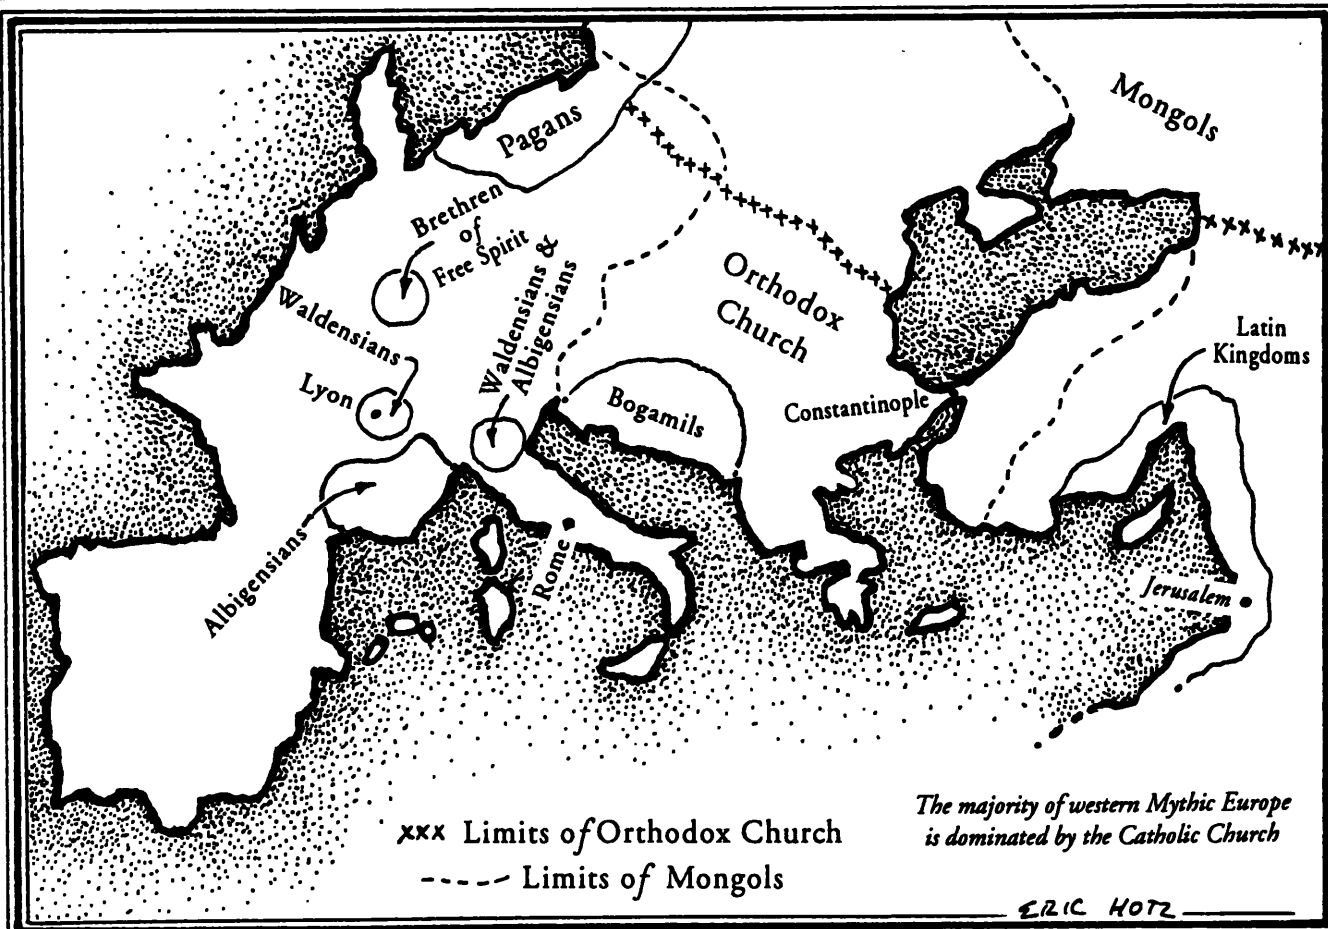 Mongols
Pagans
Brethren
of
Free Spirit
Waldensians &
Albigensians
Waldensians
Lyon
Orthodox
Church
Latin
Kingdoms
Bogamils
Constantinople
Albigensians
Rome
Jerusalem
The majority of western Mythic Europe
is dominated by the Catholic Church
xxx Limits of Orthodox Church
---- Limits of Mongols
ERIC HOTZ